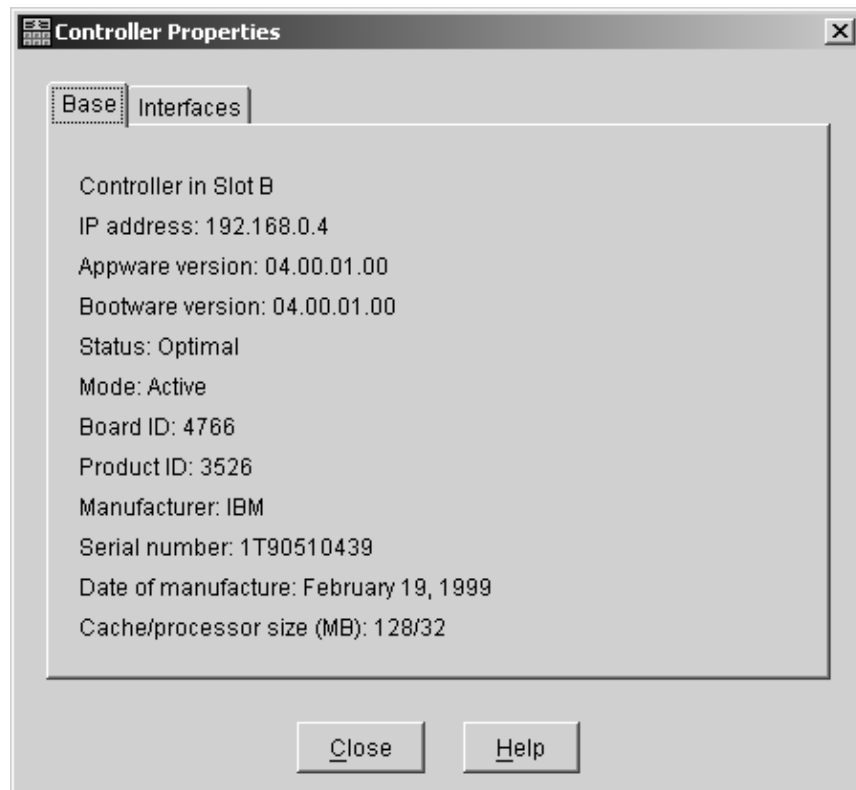 Controller Properties
Base
Interfaces
Controller in Slot B
IP address: 192.168.0.4
Appware version: 04.00.01.00
Bootware version: 04.00.01.00
Status: Optimal
Mode: Active
Board ID: 4766
Product ID: 3526
Manufacturer: IBM
Serial number: 1T90510439
Date of manufacture: February 19, 1999
Cache/processor size (MB): 128/32
Close
Help